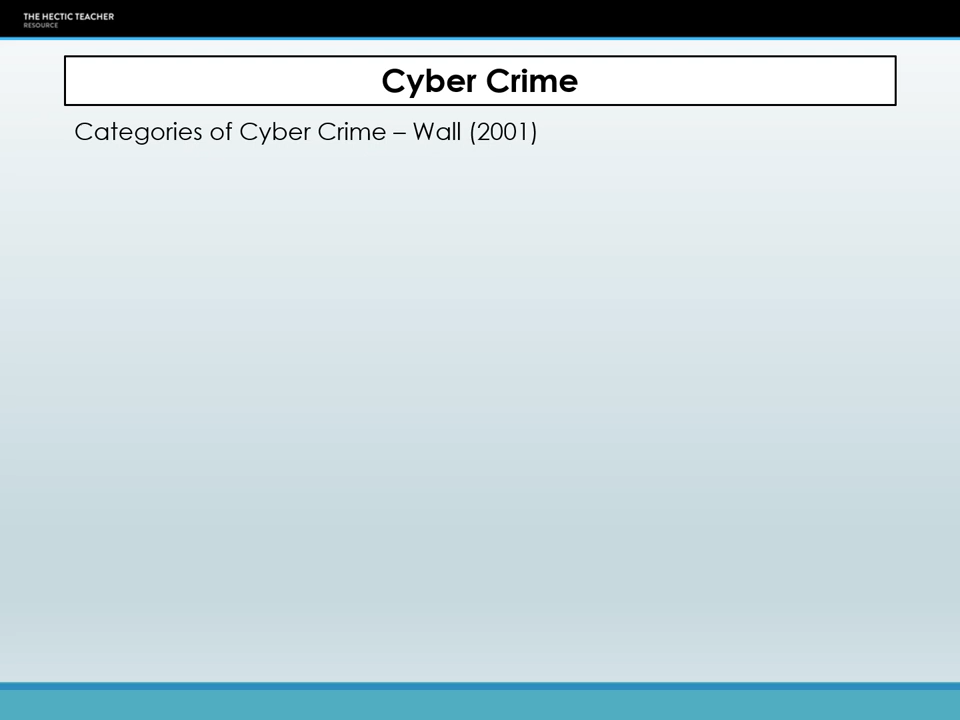 THE HECTIC TEACHER
RESOURCE
Cyber Crime
Categories of Cyber Crime – Wall (2001)